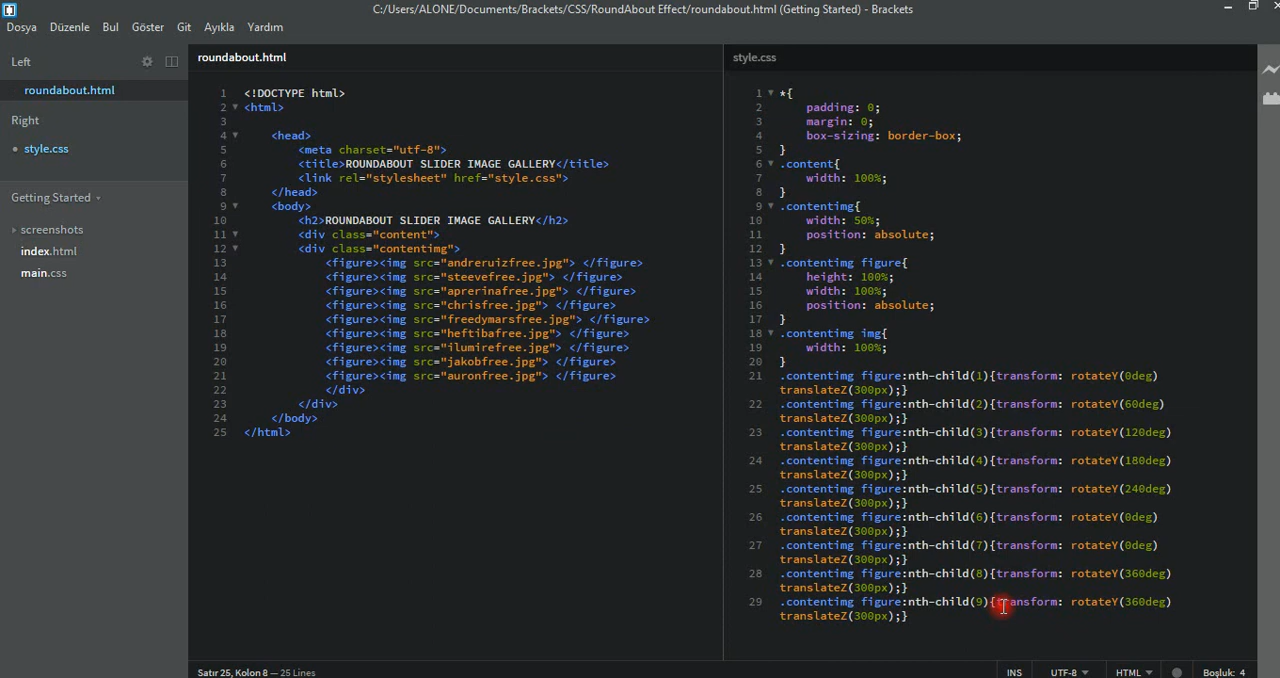 C:/Users/ALONE/Documents/Brackets/CSS/RoundAbout Effect/roundabout.html (Getting Started) - Brackets
Dosya Düzenle Bul Göster Git Ayıkla Yardım
Left
roundabout.html
Right
style.css
Getting Started
screenshots
index.html
main.css
roundabout.html
1 <!DOCTYPE html>
2 <html>
3
4 <head>
5 <meta charset="utf-8">
6 <title>ROUNDABOUT SLIDER IMAGE GALLERY</title>
7 <link rel="stylesheet" href="style.css">
8 </head>
9 <body>
10 <h2>ROUNDABOUT SLIDER IMAGE GALLERY</h2>
11 <div class="content">
12 <div class="contentimg">
13 <figure><img src="andreruizfree.jpg"> </figure>
14 <figure><img src="steevefree.jpg"> </figure>
15 <figure><img src="aprerinafree.jpg"> </figure>
16 <figure><img src="chrisfree.jpg"> </figure>
17 <figure><img src="freedymarsfree.jpg"> </figure>
18 <figure><img src="heftibafree.jpg"> </figure>
19 <figure><img src="ilumirefree.jpg"> </figure>
20 <figure><img src="jakobfree.jpg"> </figure>
21 <figure><img src="auronfree.jpg"> </figure>
22 </div>
23 </div>
24 </body>
25 </html>
style.css
1 *{
2 padding: 0;
3 margin: 0;
4 box-sizing: border-box;
5 }
6 .content{
7 width: 100%;
8 }
9 .contentimg{
10 width: 50%;
11 position: absolute;
12 }
13 .contentimg figure{
14 height: 100%;
15 width: 100%;
16 position: absolute;
17 }
18 .contentimg img{
19 width: 100%;
20 }
21 .contentimg figure:nth-child(1){transform: rotateY(0deg)
translateZ(300px);}
22 .contentimg figure:nth-child(2){transform: rotateY(60deg)
translateZ(300px);}
23 .contentimg figure:nth-child(3){transform: rotateY(120deg)
translateZ(300px);}
24 .contentimg figure:nth-child(4){transform: rotateY(180deg)
translateZ(300px);}
25 .contentimg figure:nth-child(5){transform: rotateY(240deg)
translateZ(300px);}
26 .contentimg figure:nth-child(6){transform: rotateY(0deg)
translateZ(300px);}
27 .contentimg figure:nth-child(7){transform: rotateY(0deg)
translateZ(300px);}
28 .contentimg figure:nth-child(8){transform: rotateY(360deg)
translateZ(300px);}
29 .contentimg figure:nth-child(9){transform: rotateY(360deg)
translateZ(300px);}
Satır 25, Kolon 8 — 25 Lines
INS UTF-8 HTML Boşluk: 4